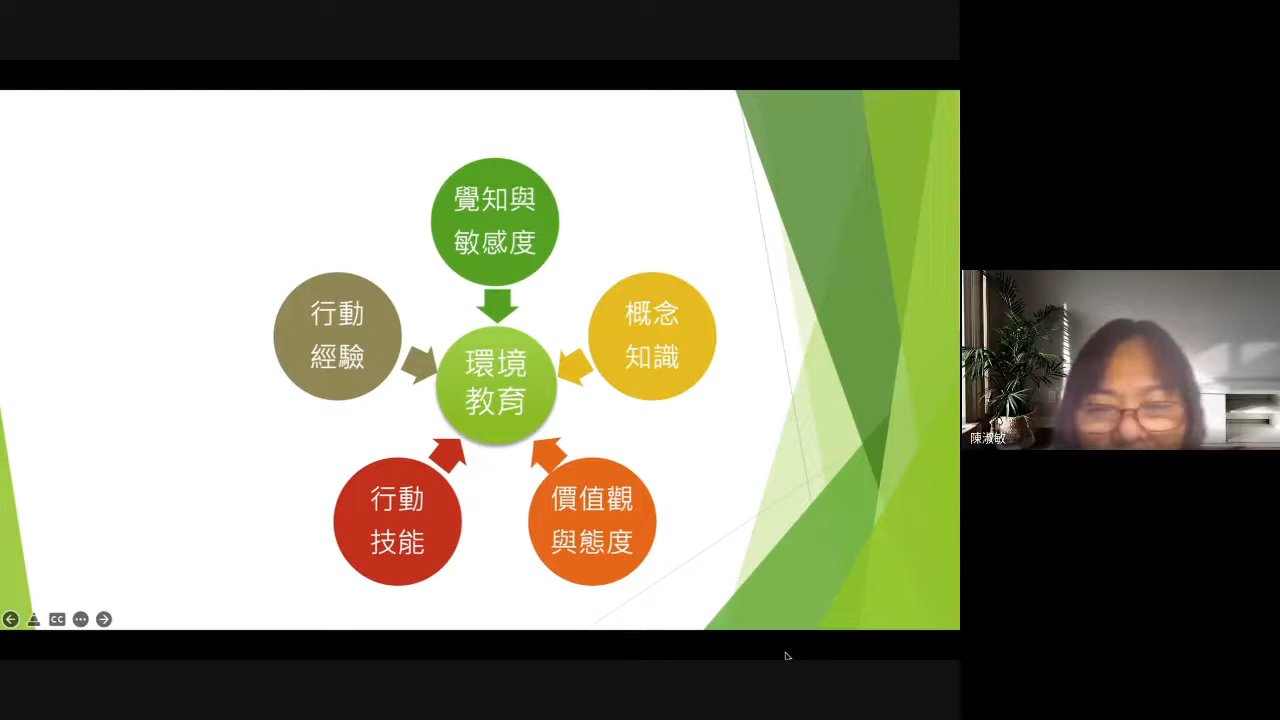 覺知與
敏感度
行動
經驗
概念
知識
環境
教育
行動
技能
價值觀
與態度
陳淑敏
CC